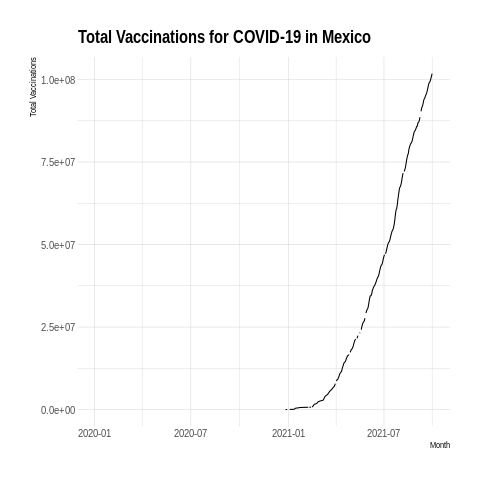 Total Vaccinations for COVID-19 in Mexico
Total Vaccinations
1.0e+08
7.5e+07
5.0e+07
2.5e+07
0.0e+00
2020-01
2020-07
2021-01
2021-07
Month